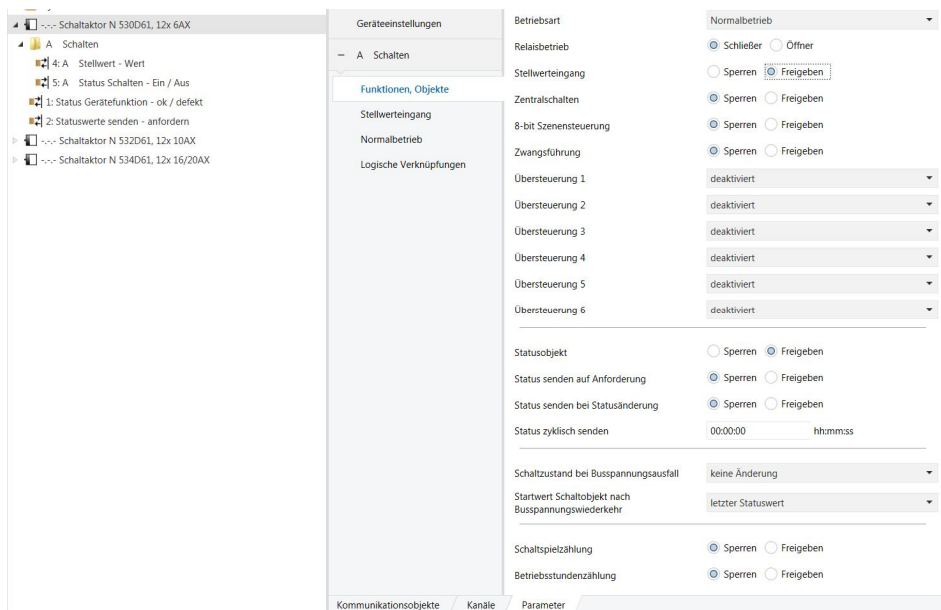 -.-.- Schaltaktor N 530D61, 12x 6AX
A Schalten
4: A Stellwert - Wert
5: A Status Schalten - Ein / Aus
1: Status Gerätefunktion - ok / defekt
2: Statuswerte senden - anfordern
-.-.- Schaltaktor N 532D61, 12x 10AX
-.-.- Schaltaktor N 534D61, 12x 16/20AX
Geräteeinstellungen
– A Schalten
Funktionen, Objekte
Stellwerteingang
Normalbetrieb
Logische Verknüpfungen
Betriebsart Normalbetrieb
Relaisbetrieb Schließer Öffner
Stellwerteingang Sperren Freigeben
Zentralschalten Sperren Freigeben
8-bit Szenensteuerung Sperren Freigeben
Zwangsführung Sperren Freigeben
Übersteuerung 1 deaktiviert
Übersteuerung 2 deaktiviert
Übersteuerung 3 deaktiviert
Übersteuerung 4 deaktiviert
Übersteuerung 5 deaktiviert
Übersteuerung 6 deaktiviert
Statusobjekt Sperren Freigeben
Status senden auf Anforderung Sperren Freigeben
Status senden bei Statusänderung Sperren Freigeben
Status zyklisch senden 00:00:00 hh:mm:ss
Schaltzustand bei Busspannungsausfall keine Änderung
Startwert Schaltobjekt nach
Busspannungswiederkehr letzter Statuswert
Schaltspielzählung Sperren Freigeben
Betriebsstundenzählung Sperren Freigeben
Kommunikationsobjekte Kanäle Parameter